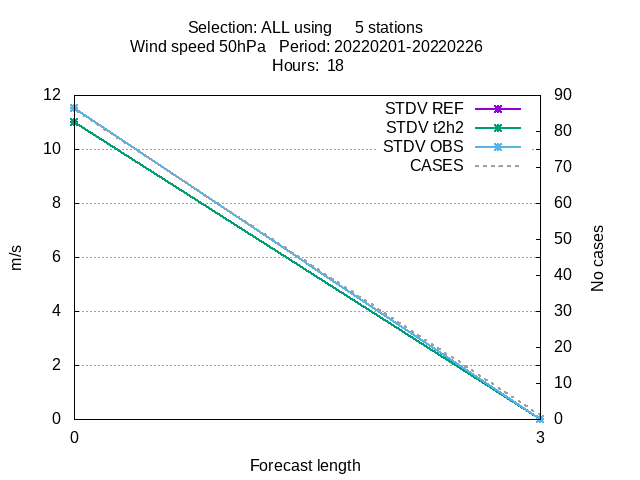 Selection: ALL using 5 stations
Wind speed 50hPa Period: 20220201-20220226
Hours: 18
STDV REF
STDV t2h2
STDV OBS
CASES
12
10
8
6
4
2
0
90
80
70
60
50
40
30
20
10
0
m/s
No cases
0
3
Forecast length